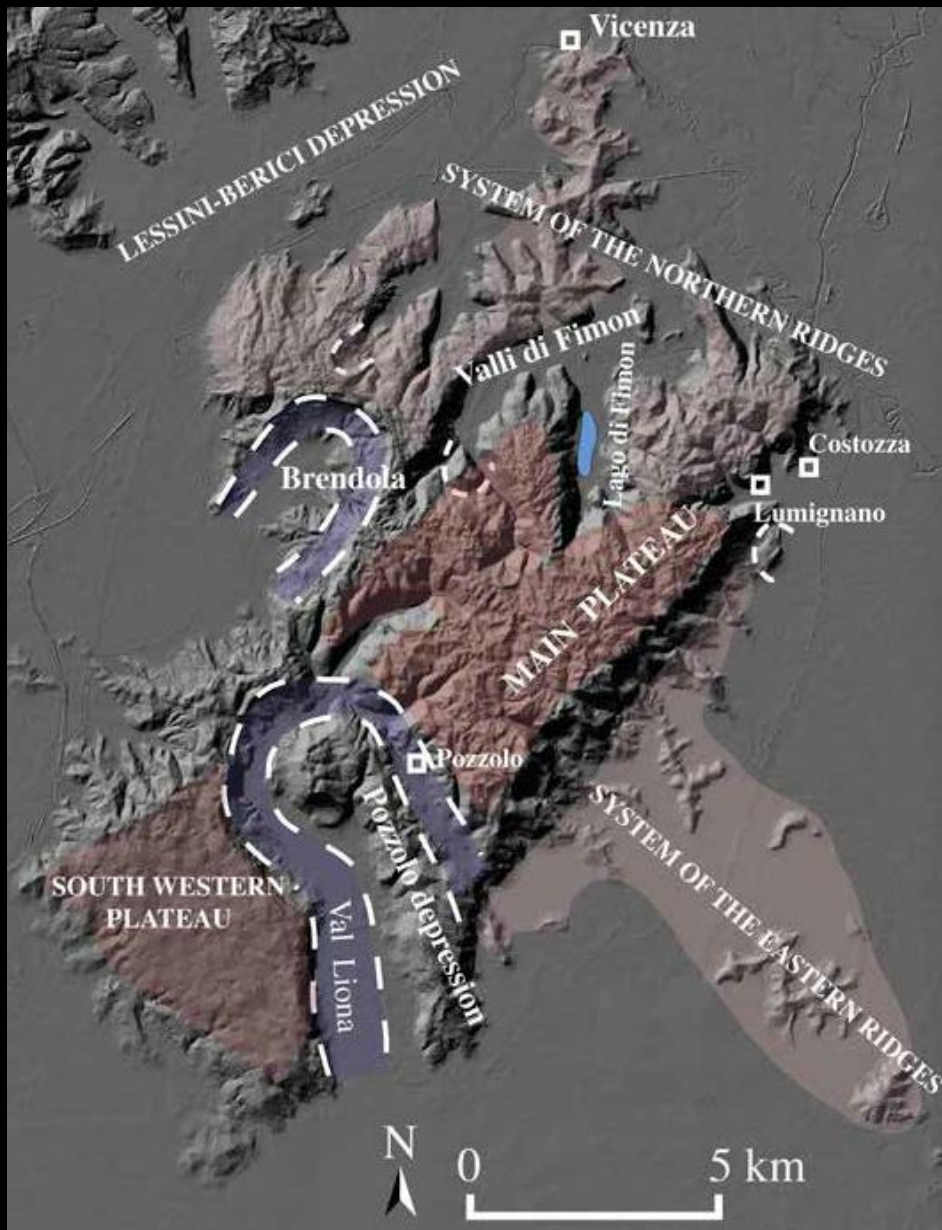 Vicenza
LESSINI-BERICI DEPRESSION
SYSTEM OF THE NORTHERN RIDGES
Valli di Fimon
Lago di Fimon
Costozza
Brendola
Lumignano
MAIN PLATEAU
Pozzolo
Pozzolo depression
SYSTEM OF THE EASTERN RIDGES
SOUTH WESTERN
PLATEAU
Val Liona
N
0 5 km